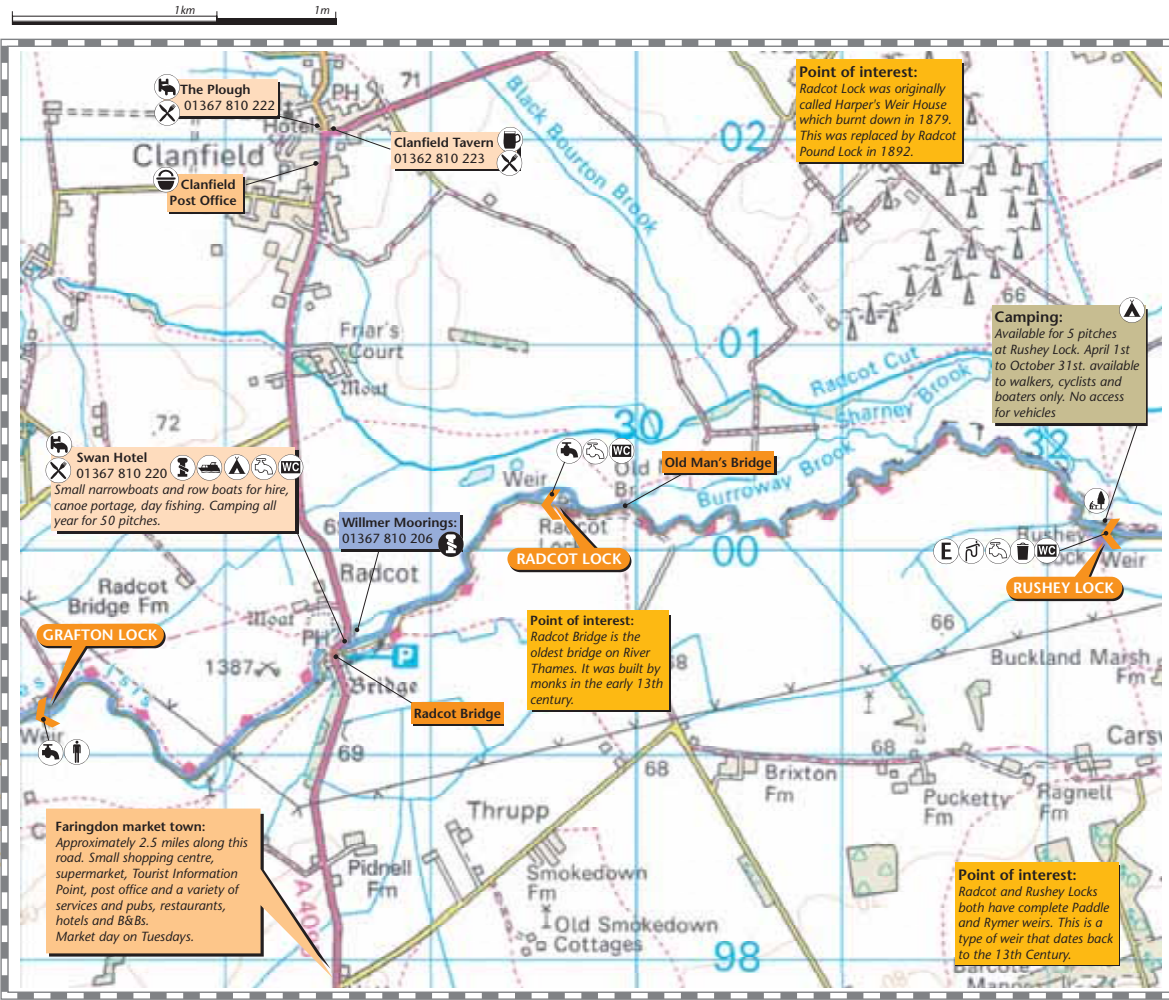 1km
1m
The Plough
01367 810 222
PH
71
Hotel
Clanfield
Clanfield Tavern
01362 810 223
Clanfield
Post Office
Black Bourton Brook
02
Point of interest:
Radcot Lock was originally
called Harper's Weir House
which burnt down in 1879.
This was replaced by Radcot
Pound Lock in 1892.
66
Camping:
Available for 5 pitches
at Rushey Lock. April 1st
to October 31st. available
to walkers, cyclists and
boaters only. No access
for vehicles
Friar's
Court
Moat
01
Radcot Cut
Sharney Brook
.72
30
32
Swan Hotel
01367 810 220
WC
Small narrowboats and row boats for hire,
canoe portage, day fishing. Camping all
year for 50 pitches.
WC
Weir
Old
Br
Old Man's Bridge
Burroway Brook
Willmer Moorings:
01367 810 206
Radcot
Lock
RADCOT LOCK
00
E
WC
Rushey
Lock
Weir
RUSHEY LOCK
Radcot
Radcot
Bridge Fm
Moat
GRAFTON LOCK
PH
P
1387
Bridge
Isis
Weir
Radcot Bridge
Point of interest:
Radcot Bridge is the
oldest bridge on River
Thames. It was built by
monks in the early 13th
century.
66
Buckland Marsh
Fm
69
68
68
Brixton
Fm
Pucketty
Fm
Ragnell
Fm
Thrupp
Faringdon market town:
Approximately 2.5 miles along this
road. Small shopping centre,
supermarket, Tourist Information
Point, post office and a variety of
services and pubs, restaurants,
hotels and B&Bs.
Market day on Tuesdays.
Pidnell
Fm
Smokedown
Fm
Old Smokedown
Cottages
98
Point of interest:
Radcot and Rushey Locks
both have complete Paddle
and Rymer weirs. This is a
type of weir that dates back
to the 13th Century.